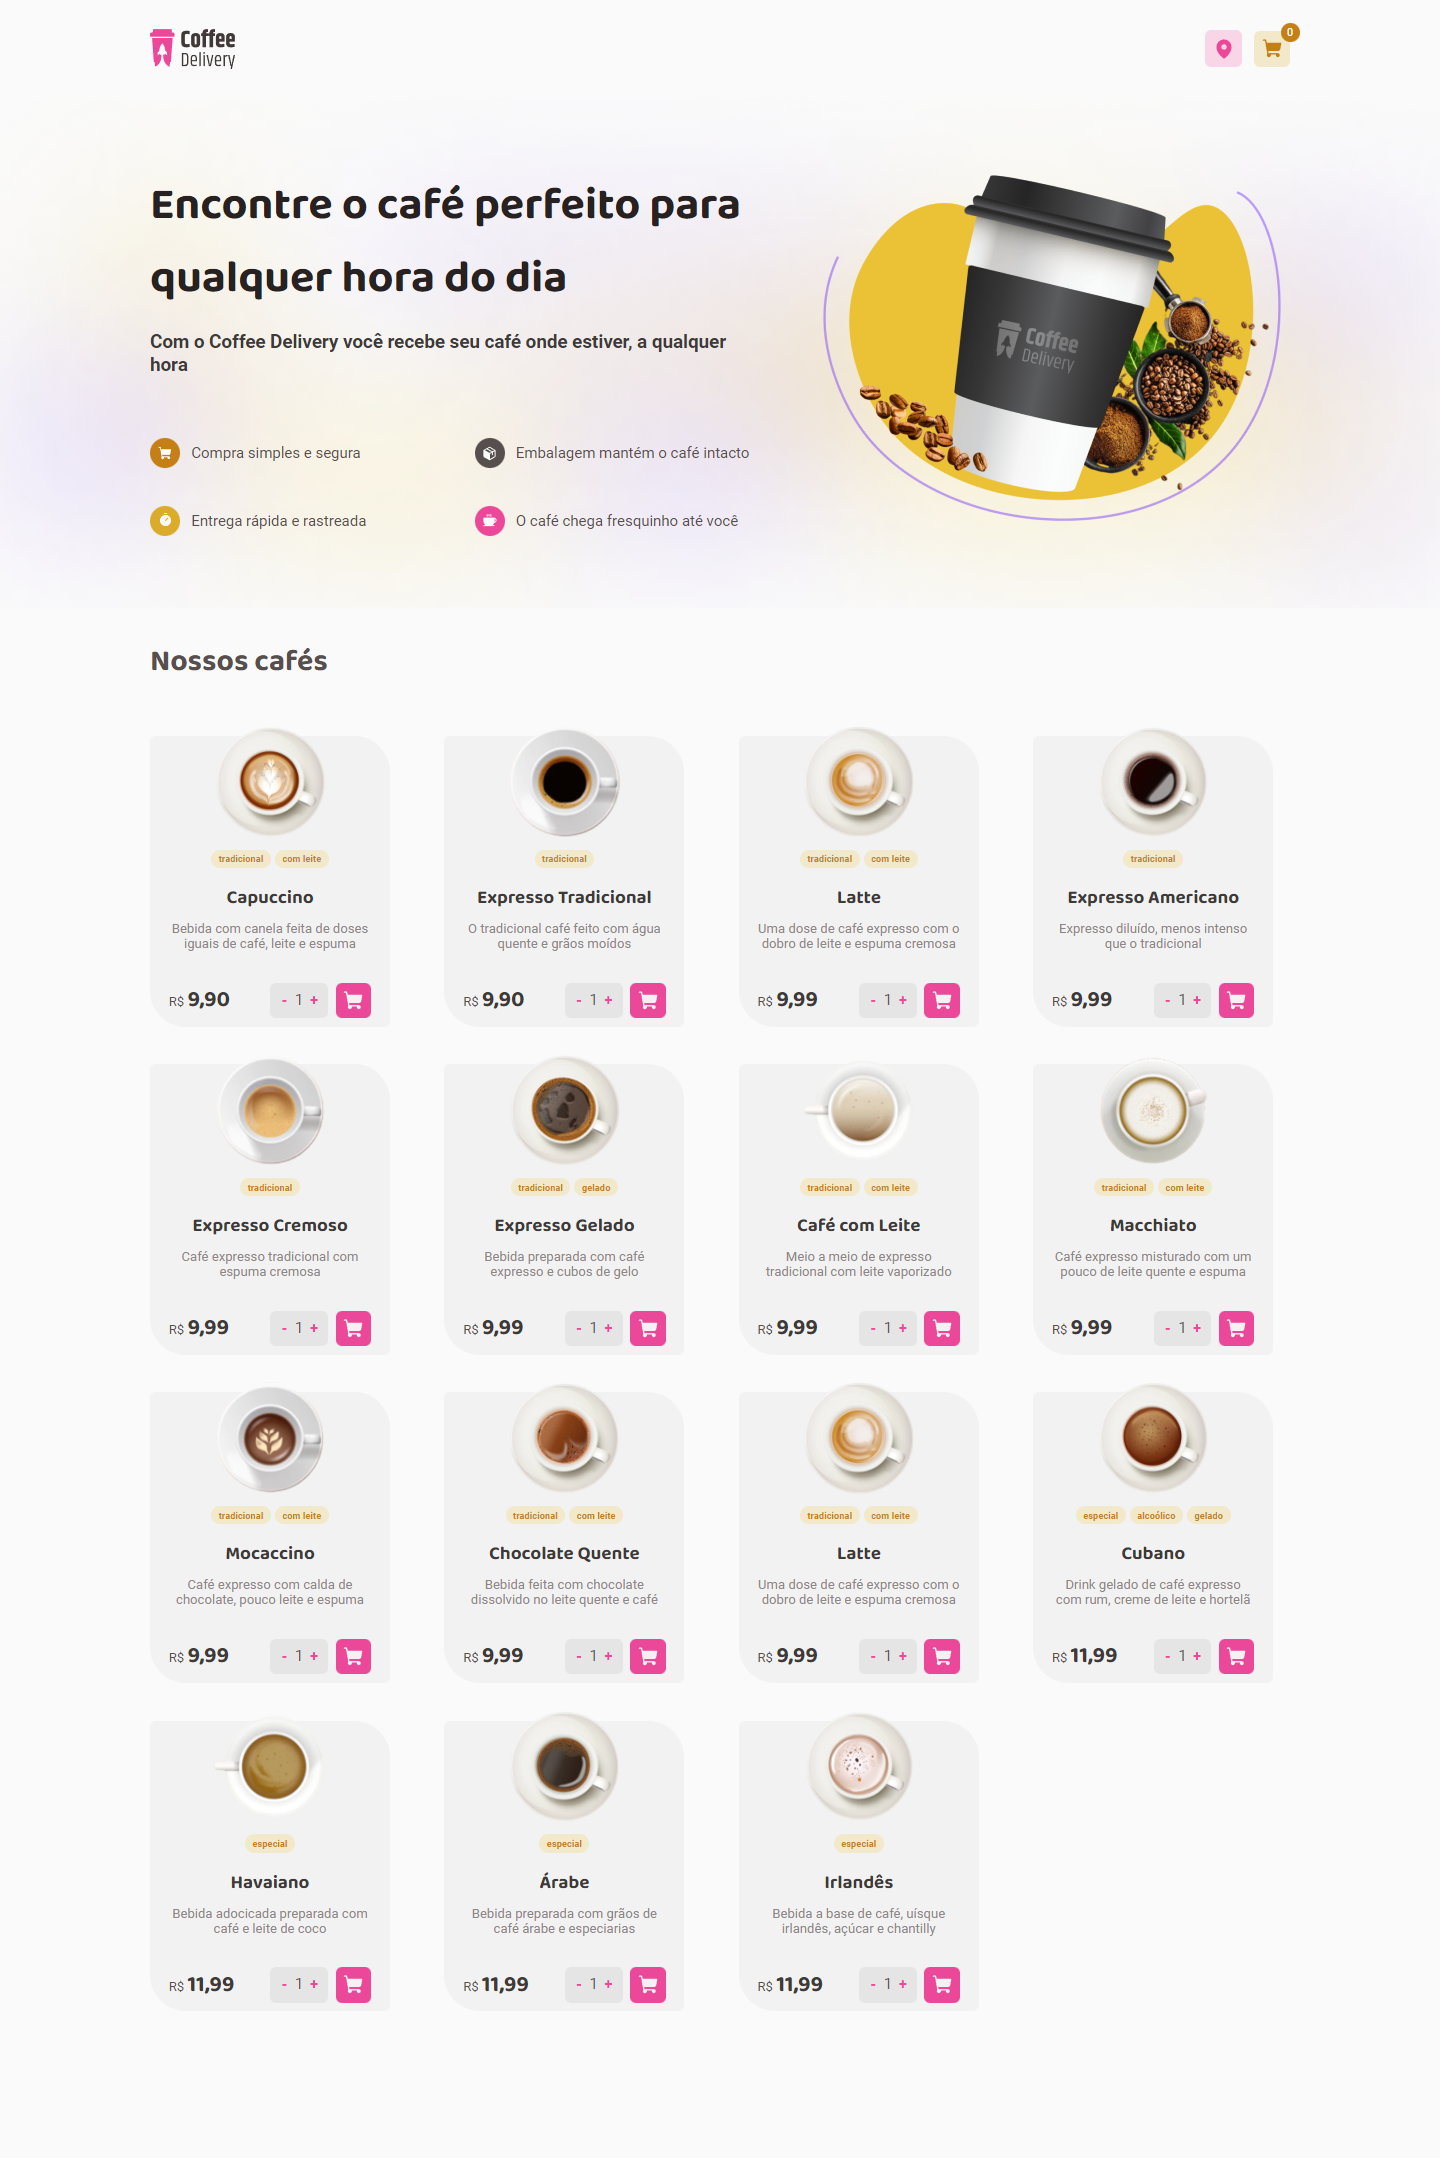 Coffee
Delivery
0
Encontre o café perfeito para
qualquer hora do dia
Com o Coffee Delivery você recebe seu café onde estiver, a qualquer
hora
Compra simples e segura
Embalagem mantém o café intacto
Entrega rápida e rastreada
O café chega fresquinho até você
Coffee
Delivery
Nossos cafés
tradicional com leite
Capuccino
Bebida com canela feita de doses
iguais de café, leite e espuma
R$ 9,90 - 1 +
tradicional
Expresso Tradicional
O tradicional café feito com água
quente e grãos moídos
R$ 9,90 - 1 +
tradicional com leite
Latte
Uma dose de café expresso com o
dobro de leite e espuma cremosa
R$ 9,99 - 1 +
tradicional
Expresso Americano
Expresso diluído, menos intenso
que o tradicional
R$ 9,99 - 1 +
tradicional
Expresso Cremoso
Café expresso tradicional com
espuma cremosa
R$ 9,99 - 1 +
tradicional gelado
Expresso Gelado
Bebida preparada com café
expresso e cubos de gelo
R$ 9,99 - 1 +
tradicional com leite
Café com Leite
Meio a meio de expresso
tradicional com leite vaporizado
R$ 9,99 - 1 +
tradicional com leite
Macchiato
Café expresso misturado com um
pouco de leite quente e espuma
R$ 9,99 - 1 +
tradicional com leite
Mocaccino
Café expresso com calda de
chocolate, pouco leite e espuma
R$ 9,99 - 1 +
tradicional com leite
Chocolate Quente
Bebida feita com chocolate
dissolvido no leite quente e café
R$ 9,99 - 1 +
tradicional com leite
Latte
Uma dose de café expresso com o
dobro de leite e espuma cremosa
R$ 9,99 - 1 +
especial alcoólico gelado
Cubano
Drink gelado de café expresso
com rum, creme de leite e hortelã
R$ 11,99 - 1 +
especial
Havaiano
Bebida adocicada preparada com
café e leite de coco
R$ 11,99 - 1 +
especial
Árabe
Bebida preparada com grãos de
café árabe e especiarias
R$ 11,99 - 1 +
especial
Irlandês
Bebida a base de café, uísque
irlandês, açúcar e chantilly
R$ 11,99 - 1 +